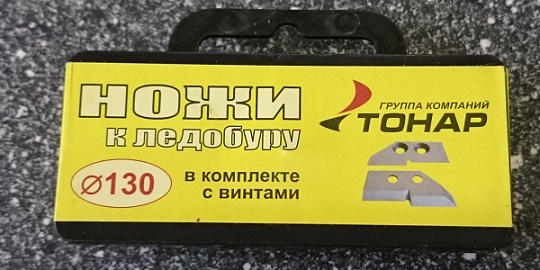 НОЖИ
к ледобуру
ГРУППА КОМПАНИЙ
ТОНАР
⌀130
в комплекте
с винтами